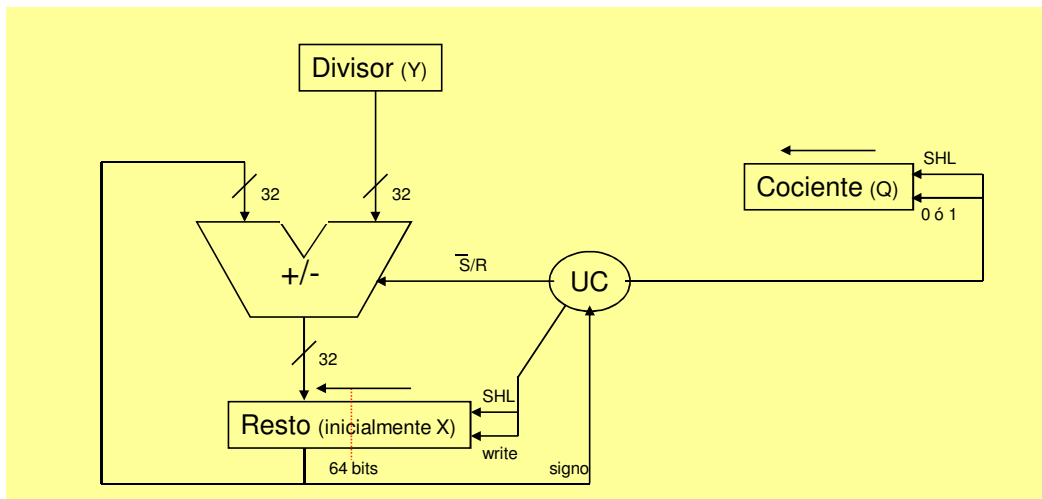 Divisor (Y)
SHL
32
32
Cociente (Q)
0 ó 1
+/-
S̅/R
UC
32
SHL
Resto (inicialmente X)
write
64 bits
signo